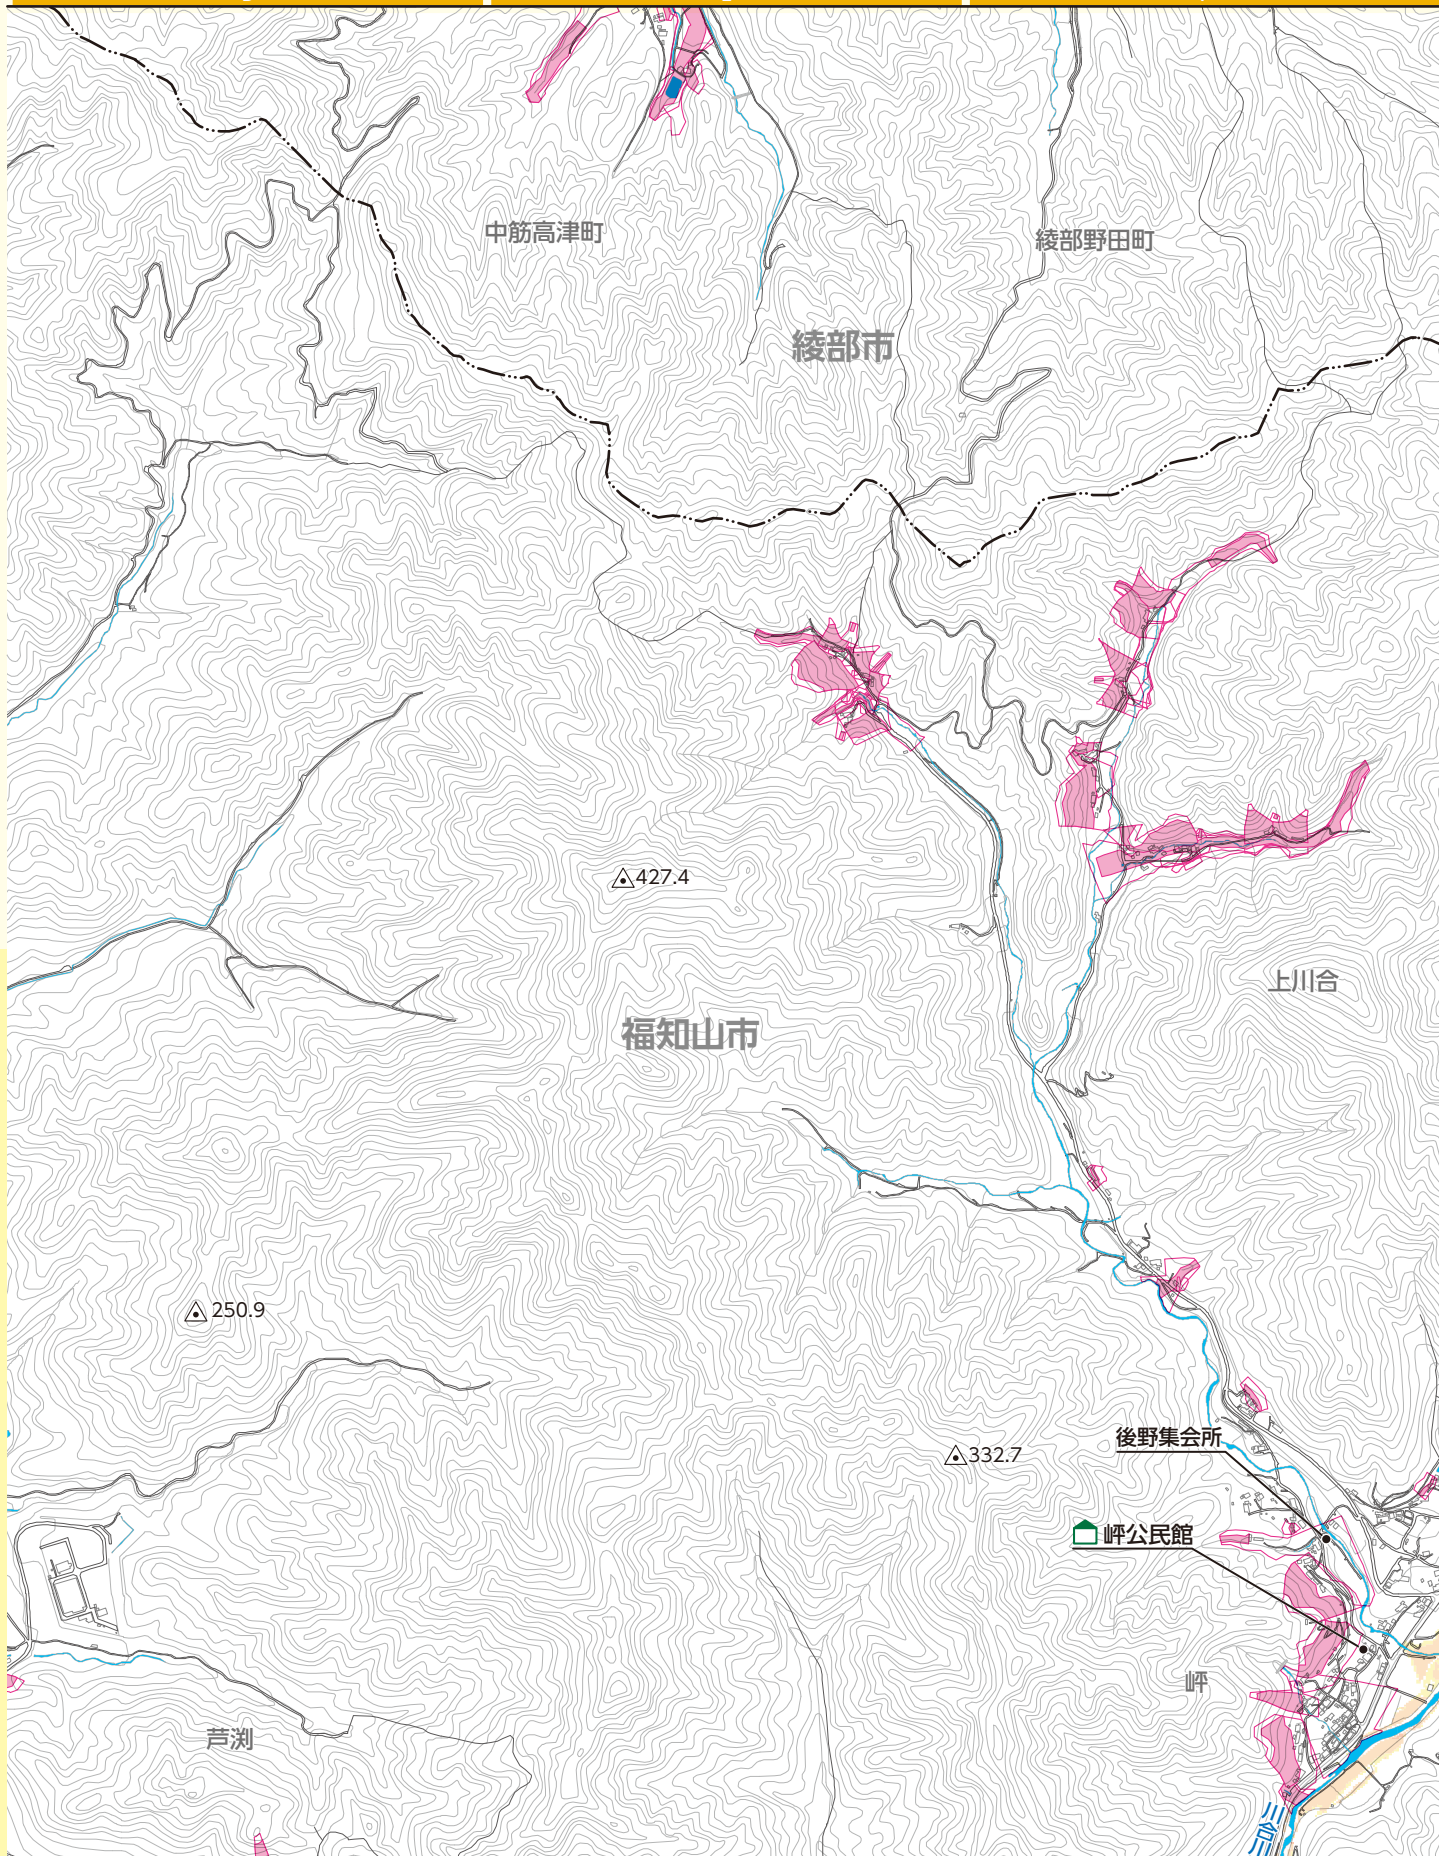 中筋高津町
綾部野田町
綾部市
427.4
上川合
福知山市
250.9
後野集会所
332.7
岼公民館
岼
芦渕